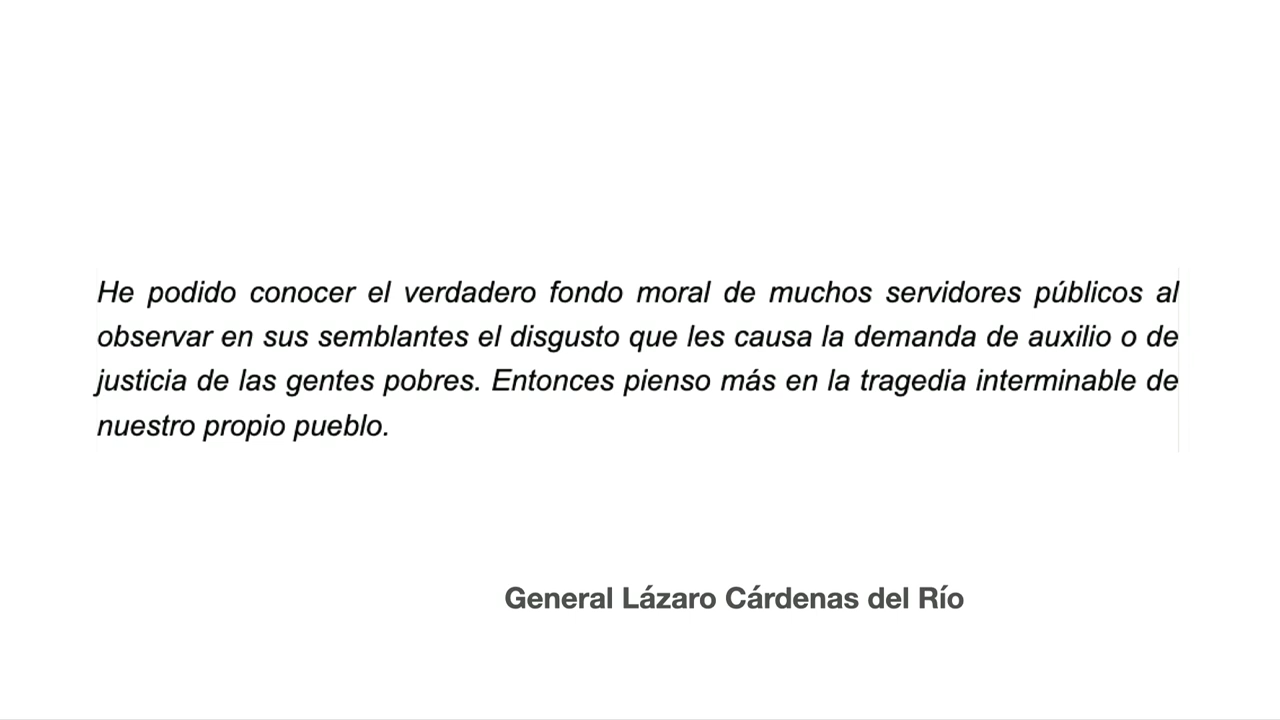 He podido conocer el verdadero fondo moral de muchos servidores públicos al
observar en sus semblantes el disgusto que les causa la demanda de auxilio o de
justicia de las gentes pobres. Entonces pienso más en la tragedia interminable de
nuestro propio pueblo.
General Lázaro Cárdenas del Río